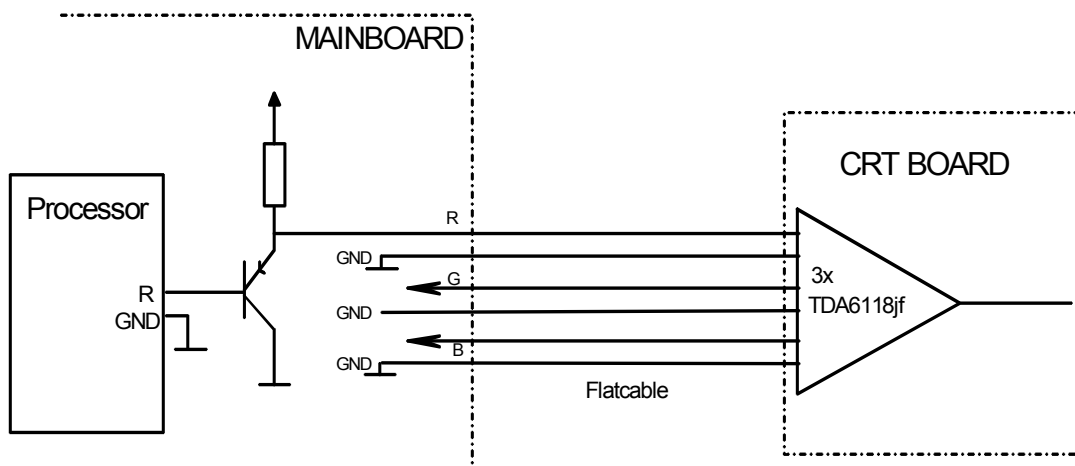 MAINBOARD
CRT BOARD
Processor
R
GND
R
GND
G
GND
B
GND
3x
TDA6118jf
Flatcable